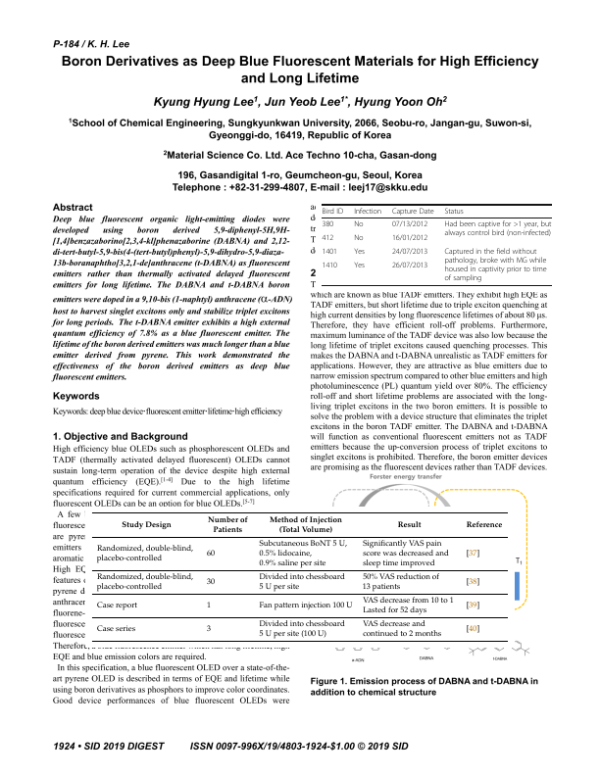 P-184 / K. H. Lee
Boron Derivatives as Deep Blue Fluorescent Materials for High Efficiency
and Long Lifetime
Kyung Hyung Lee1, Jun Yeob Lee1*, Hyung Yoon Oh2
1School of Chemical Engineering, Sungkyunkwan University, 2066, Seobu-ro, Jangan-gu, Suwon-si,
Gyeonggi-do, 16419, Republic of Korea
2Material Science Co. Ltd. Ace Techno 10-cha, Gasan-dong
196, Gasandigital 1-ro, Geumcheon-gu, Seoul, Korea
Telephone : +82-31-299-4807, E-mail : leej17@skku.edu
Abstract
Deep blue fluorescent organic light-emitting diodes were
developed using boron derived 5,9-diphenyl-5H,9H-
[1,4]benzazaborino[2,3,4-kl]phenazaborine (DABNA) and 2,12-
di-tert-butyl-5,9-bis(4-(tert-butyl)phenyl)-5,9-dihydro-5,9-diaza-
13b-boranaphtho[3,2,1-de]anthracene (t-DABNA) as fluorescent
emitters rather than thermally activated delayed fluorescent
emitters for long lifetime. The DABNA and t-DABNA boron
emitters were doped in a 9,10-bis (1-naphtyl) anthracene (α-ADN)
host to harvest singlet excitons only and stabilize triplet excitons
for long periods. The t-DABNA emitter exhibits a high external
quantum efficiency of 7.8% as a blue fluorescent emitter. The
lifetime of the boron derived emitters was much longer than a blue
emitter derived from pyrene. This work demonstrated the
effectiveness of the boron derived emitters as deep blue
fluorescent emitters.
Keywords
Keywords: deep blue device·fluorescent emitter·lifetime·high efficiency
1. Objective and Background
High efficiency blue OLEDs such as phosphorescent OLEDs and
TADF (thermally activated delayed fluorescent) OLEDs cannot
sustain long-term operation of the device despite high external
quantum efficiency (EQE).[1-4] Due to the high lifetime
specifications required for current commercial applications, only
fluorescent OLEDs can be an option for blue OLEDs.[5-7]
A few
fluoresce
are pyre
emitters
aromatic
High EQ
features
pyrene d
anthracer
fluorene-
fluoresce
fluoresce
EQE and blue emission colors are required.
In this specification, a blue fluorescent OLED over a state-of-the-
art pyrene OLED is described in terms of EQE and lifetime while
using boron derivatives as phosphors to improve color coordinates.
Good device performances of blue fluorescent OLEDs were
Bird ID Infection Capture Date Status
380 No 07/13/2012 Had been captive for >1 year, but
always control bird (non-infected)
412 No 16/01/2012
1401 Yes 24/07/2013 Captured in the field without
pathology, broke with MG while
housed in captivity prior to time
of sampling
1410 Yes 26/07/2013
2
which are known as blue TADF emitters. They exhibit high EQE as
TADF emitters, but short lifetime due to triple exciton quenching at
high current densities by long fluorescence lifetimes of about 80 μs.
Therefore, they have efficient roll-off problems. Furthermore,
maximum luminance of the TADF device was also low because the
long lifetime of triplet excitons caused quenching processes. This
makes the DABNA and t-DABNA unrealistic as TADF emitters for
applications. However, they are attractive as blue emitters due to
narrow emission spectrum compared to other blue emitters and high
photoluminescence (PL) quantum yield over 80%. The efficiency
roll-off and short lifetime problems are associated with the long-
living triplet excitons in the two boron emitters. It is possible to
solve the problem with a device structure that eliminates the triplet
excitons in the boron TADF emitter. The DABNA and t-DABNA
will function as conventional fluorescent emitters not as TADF
emitters because the up-conversion process of triplet excitons to
singlet excitons is prohibited. Therefore, the boron emitter devices
are promising as the fluorescent devices rather than TADF devices.
Forster energy transfer
Study Design Number of Patients Method of Injection (Total Volume) Result Reference
Randomized, double-blind, placebo-controlled 60 Subcutaneous BoNT 5 U, 0.5% lidocaine, 0.9% saline per site Significantly VAS pain score was decreased and sleep time improved [37]
Randomized, double-blind, placebo-controlled 30 Divided into chessboard 5 U per site 50% VAS reduction of 13 patients [38]
Case report 1 Fan pattern injection 100 U VAS decrease from 10 to 1 Lasted for 52 days [39]
Case series 3 Divided into chessboard 5 U per site (100 U) VAS decrease and continued to 2 months [40]
T1
α-ADN DABNA t-DABNA
Figure 1. Emission process of DABNA and t-DABNA in
addition to chemical structure
1924 • SID 2019 DIGEST ISSN 0097-996X/19/4803-1924-$1.00 © 2019 SID